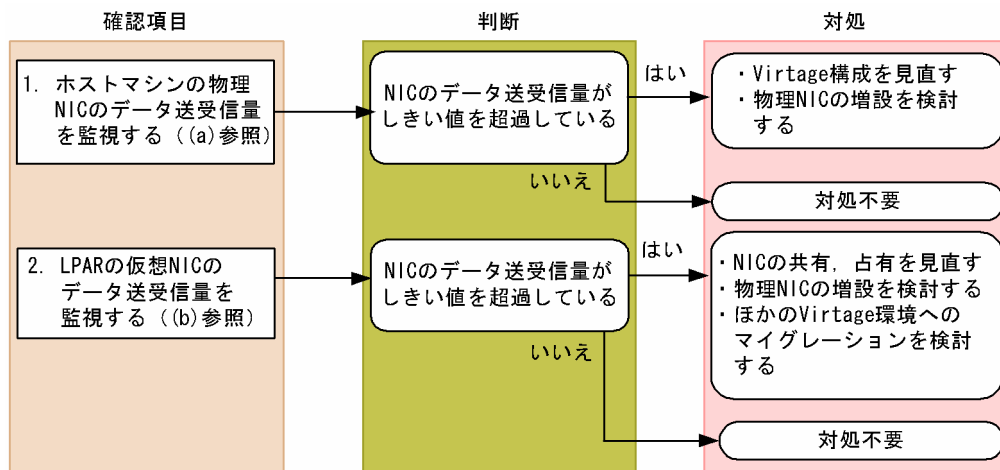 確認項目
判断
対処
1. ホストマシンの物理
NICのデータ送受信量
を監視する((a)参照)
NICのデータ送受信量が
しきい値を超過している
はい
・Virtage構成を見直す
・物理NICの増設を検討
する
いいえ
対処不要
2. LPARの仮想NICの
データ送受信量を
監視する((b)参照)
NICのデータ送受信量が
しきい値を超過している
はい
・NICの共有,占有を見直す
・物理NICの増設を検討する
・ほかのVirtage環境への
マイグレーションを検討
する
いいえ
対処不要